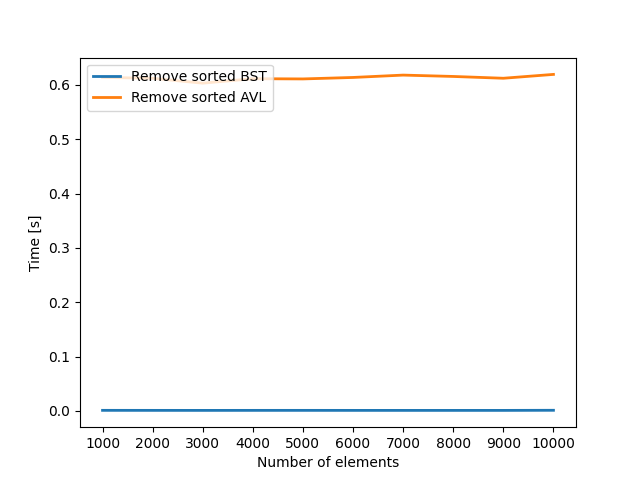 Remove sorted BST
Remove sorted AVL
0.6
0.5
0.4
0.3
0.2
0.1
0.0
Time [s]
1000 2000 3000 4000 5000 6000 7000 8000 9000 10000
Number of elements